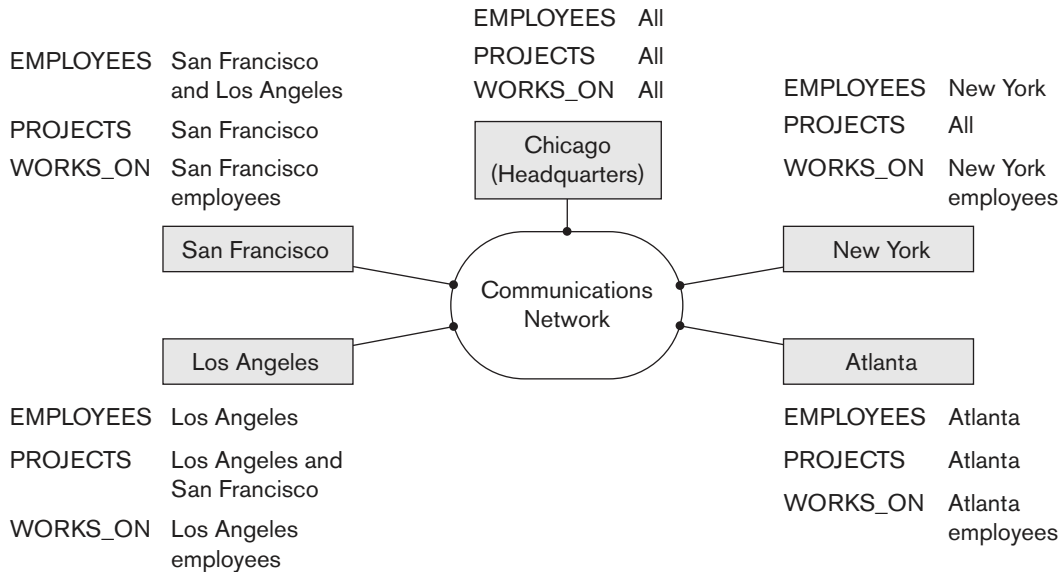 EMPLOYEES All
PROJECTS All
WORKS_ON All
Chicago
(Headquarters)
EMPLOYEES San Francisco
and Los Angeles
PROJECTS San Francisco
WORKS_ON San Francisco
employees
San Francisco
EMPLOYEES New York
PROJECTS All
WORKS_ON New York
employees
New York
Communications
Network
Los Angeles
EMPLOYEES Los Angeles
PROJECTS Los Angeles and
San Francisco
WORKS_ON Los Angeles
employees
Atlanta
EMPLOYEES Atlanta
PROJECTS Atlanta
WORKS_ON Atlanta
employees